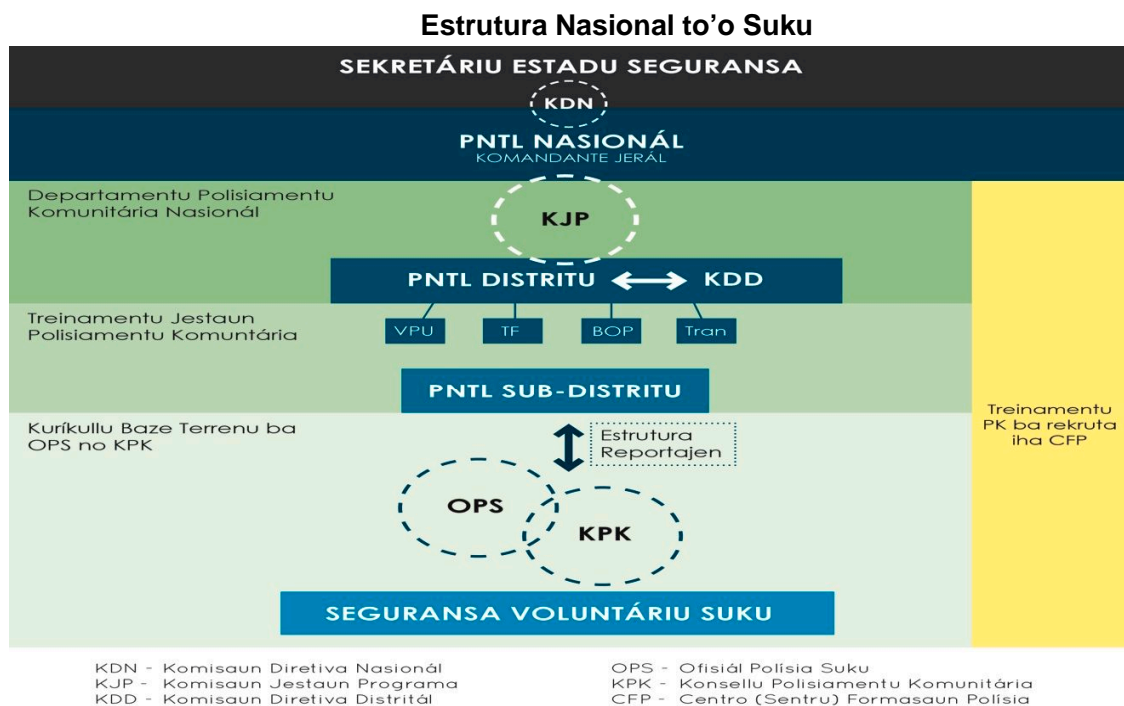 Estrutura Nasional to’o Suku
SEKRETÁRIU ESTADU SEGURANSA
KDN
PNTL NASIONÁL
KOMANDANTE JERÁL
Departamentu Polisiamentu
Komunitária Nasionál
KJP
PNTL DISTRITU
KDD
Treinamentu Jestaun
Polisiamentu Komuntária
VPU
TF
BOP
Tran
PNTL SUB-DISTRITU
Kuríkullu Baze Terrenu ba
OPS no KPK
Estrutura
Reportajen
OPS
KPK
SEGURANSA VOLUNTÁRIU SUKU
Treinamentu
PK ba rekruta
iha CFP
KDN - Komisaun Diretiva Nasionál
KJP - Komisaun Jestaun Programa
KDD - Komisaun Diretiva Distritál
OPS - Ofisiál Polísia Suku
KPK - Konsellu Polisiamentu Komunitária
CFP - Centro (Sentru) Formasaun Polísia